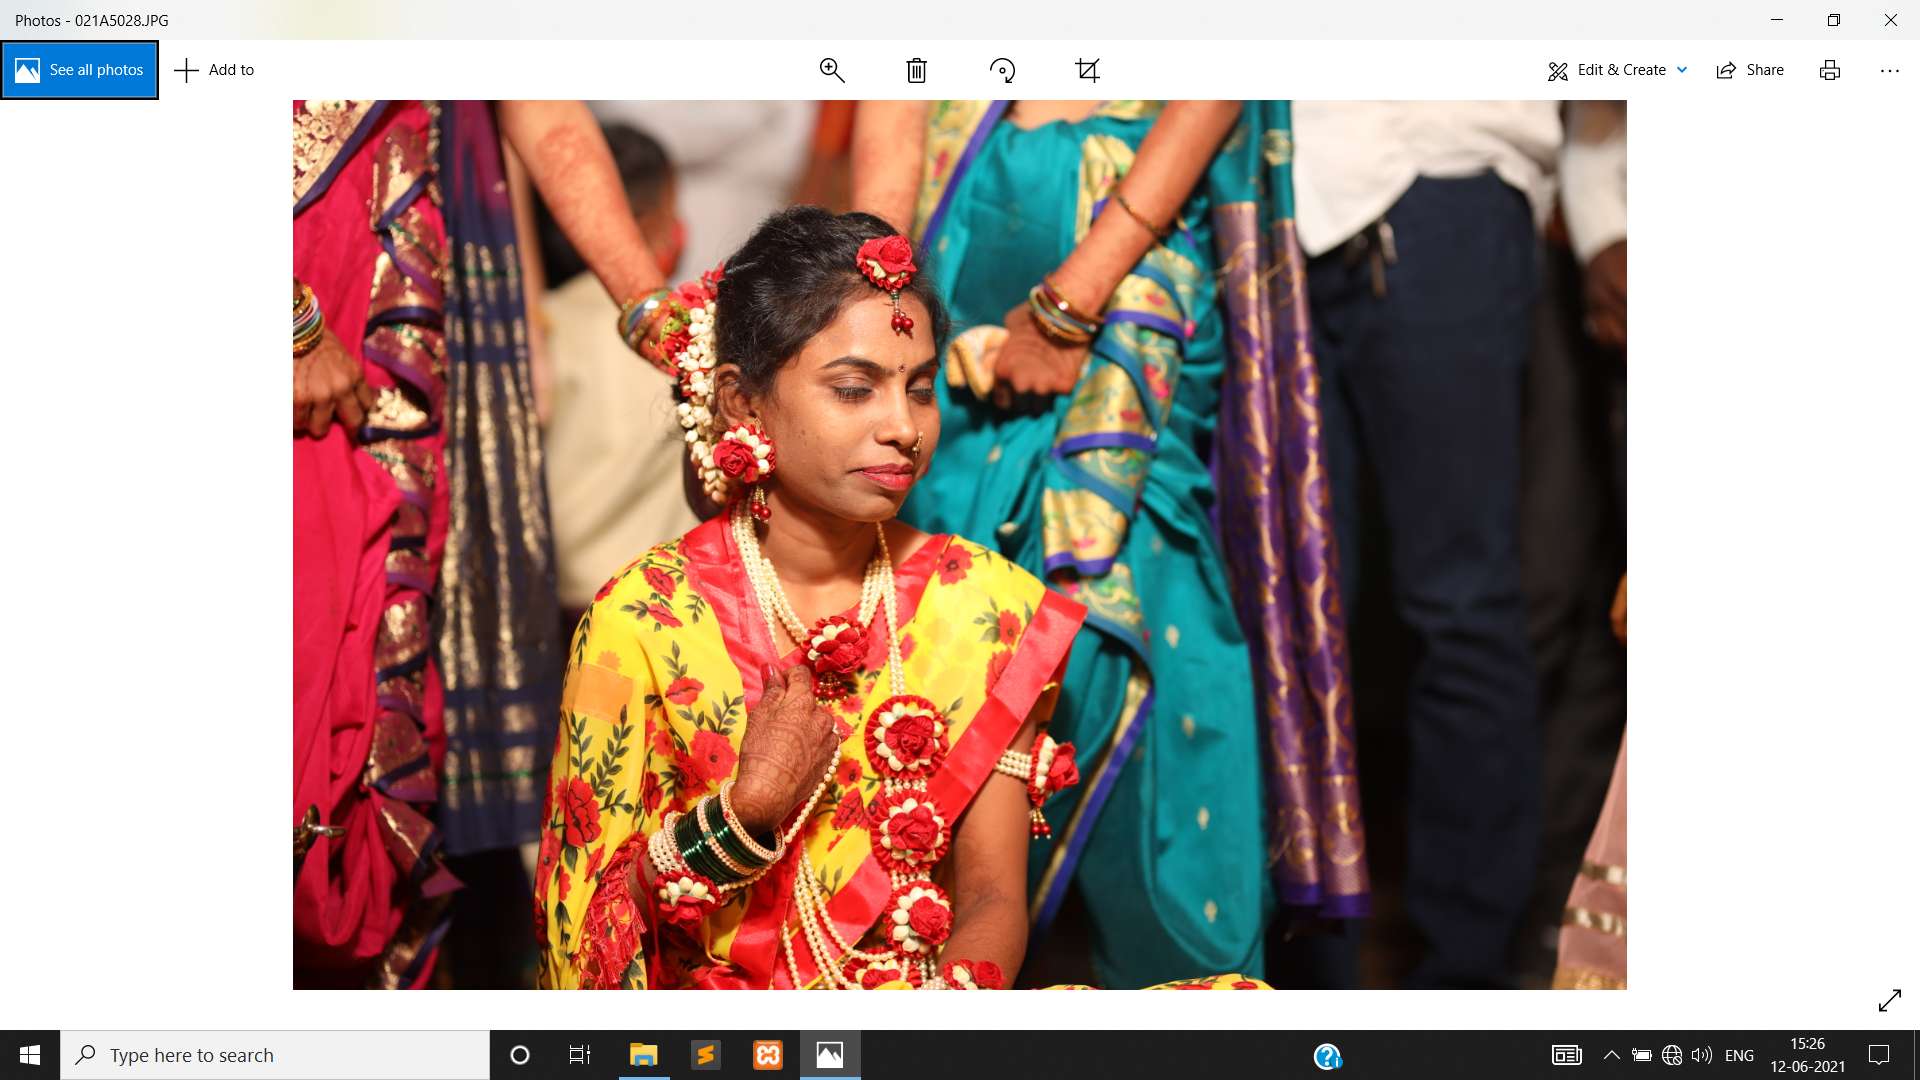 Photos - 021A5028.JPG
See all photos
Add to
Edit & Create
Share
Type here to search
ENG
15:26
12-06-2021